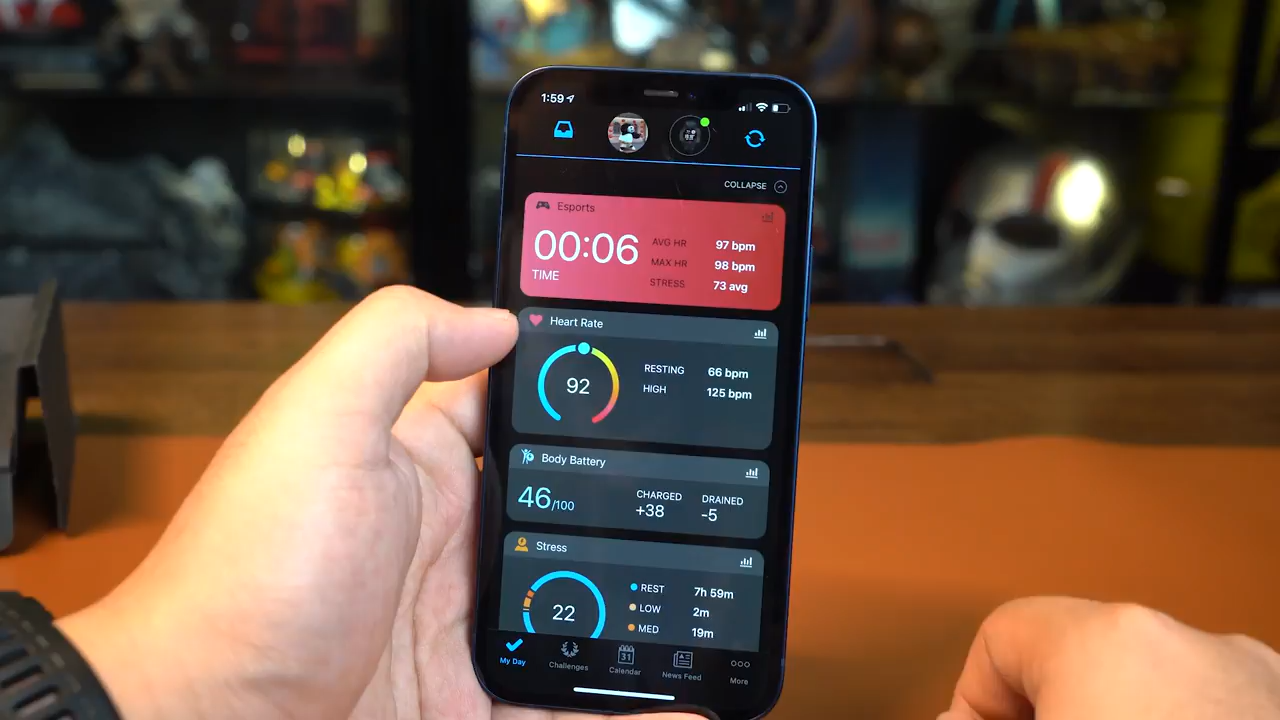 1:59
COLLAPSE
Esports
00:06
TIME
AVG HR 97 bpm
MAX HR 98 bpm
STRESS 73 avg
Heart Rate
92
RESTING 66 bpm
HIGH 125 bpm
Body Battery
46/100
CHARGED DRAINED
+38 -5
Stress
22
REST 7h 59m
LOW 2m
MED 19m
31
My Day Challenges Calendar News Feed More